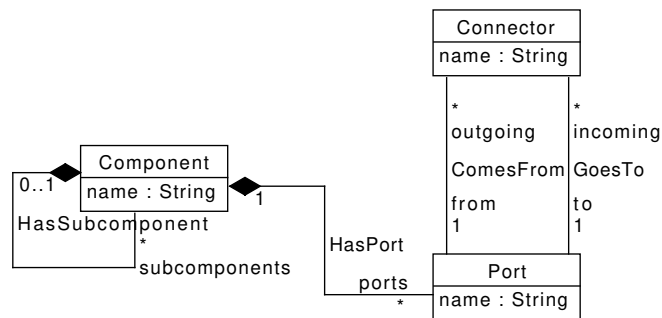 Connector
name : String
* *
outgoing incoming
ComesFrom GoesTo
from to
1 1
Component
name : String
0..1
1
HasSubcomponent
*
subcomponents
HasPort
ports
*
Port
name : String